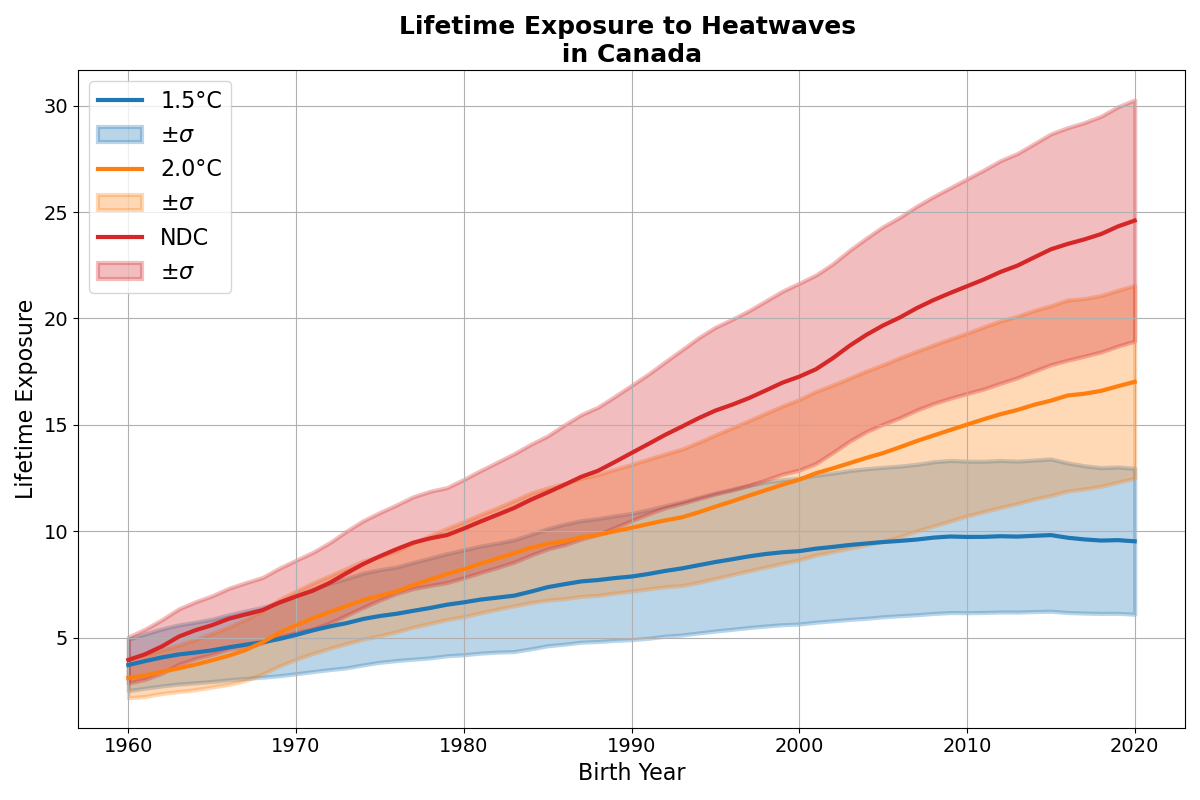 Lifetime Exposure to Heatwaves
in Canada
1.5°C
±σ
2.0°C
±σ
NDC
±σ
Lifetime Exposure
30
25
20
15
10
5
1960 1970 1980 1990 2000 2010 2020
Birth Year